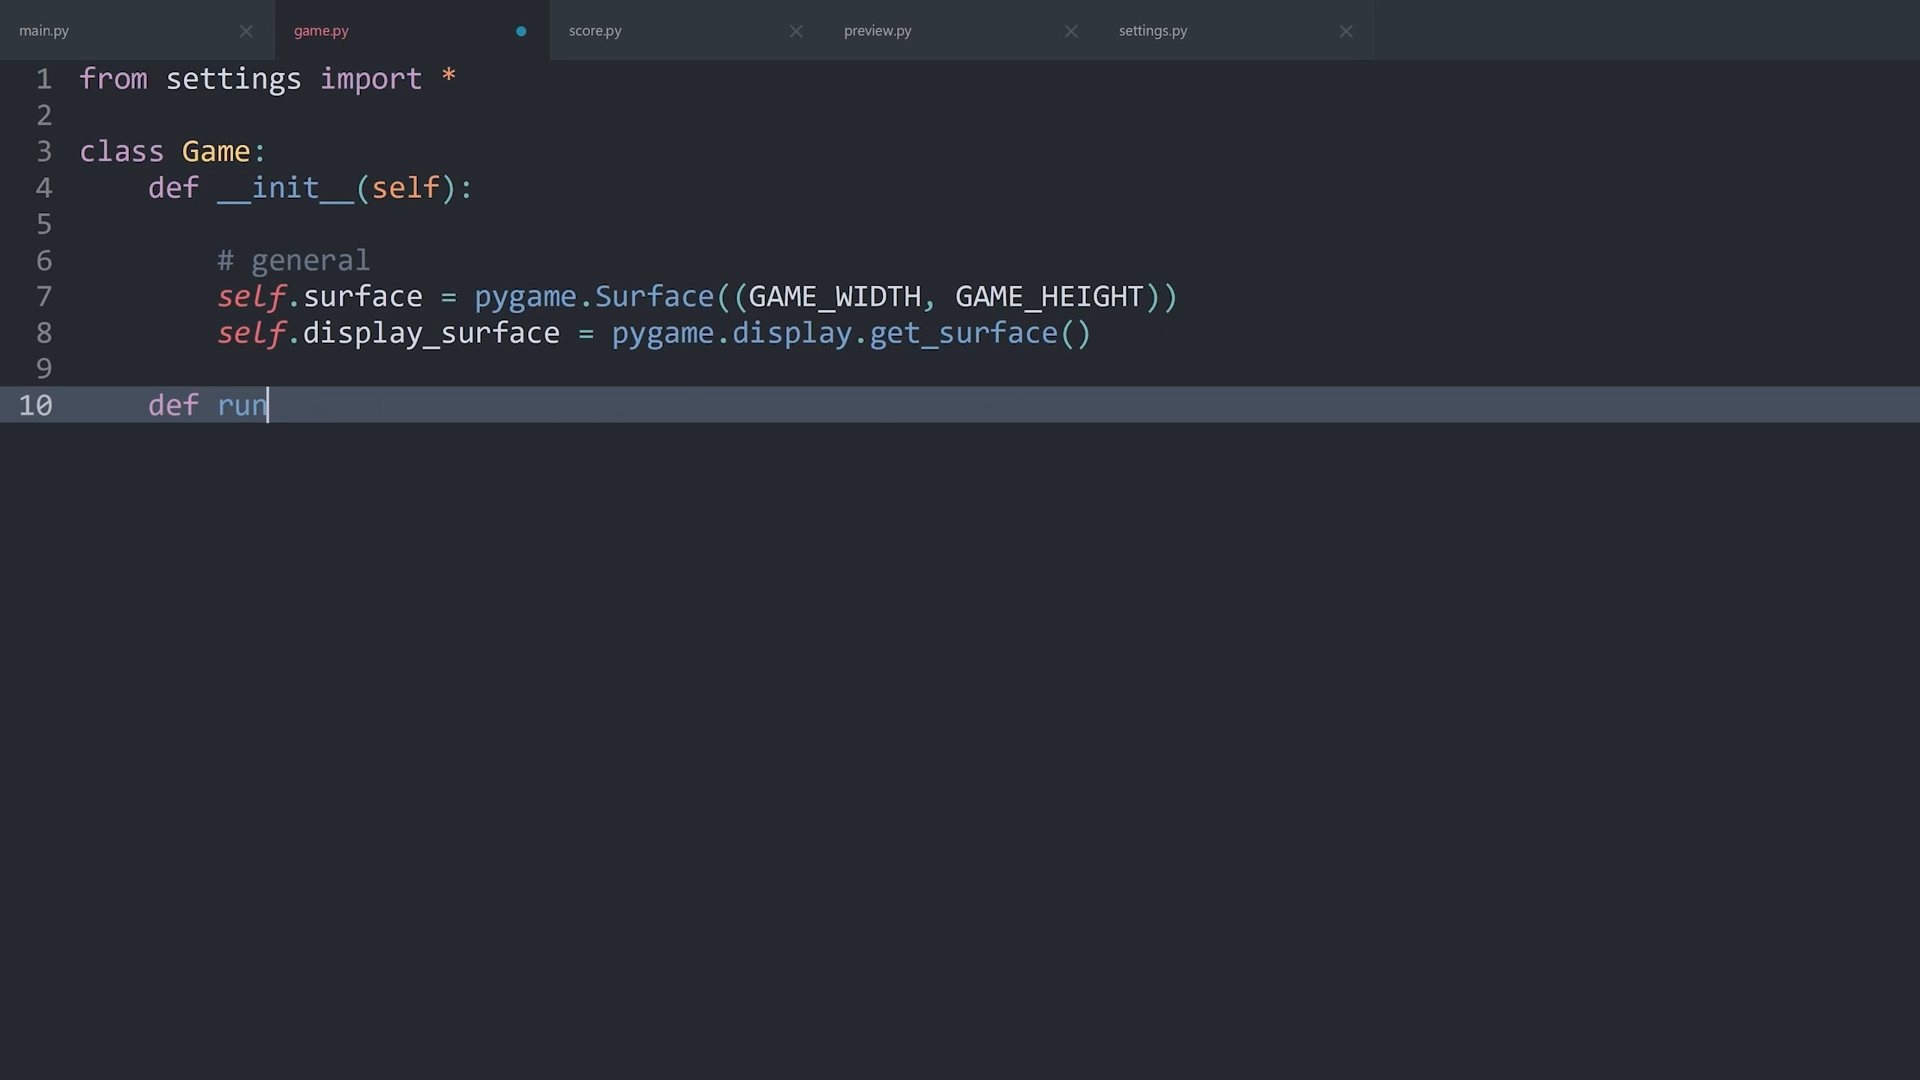 main.py
game.py
score.py
preview.py
settings.py
1 from settings import *
2
3 class Game:
4     def __init__(self):
5
6         # general
7         self.surface = pygame.Surface((GAME_WIDTH, GAME_HEIGHT))
8         self.display_surface = pygame.display.get_surface()
9
10     def run